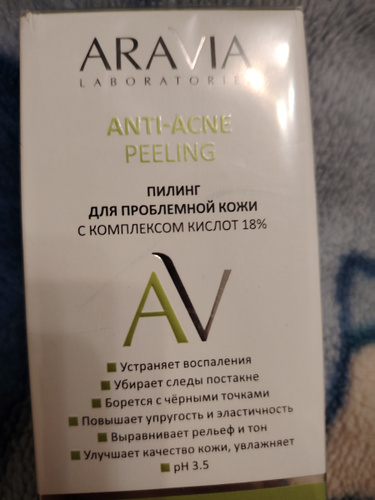 ARAVIA
LABORATORIES
ANTI-ACNE
PEELING
ПИЛИНГ
ДЛЯ ПРОБЛЕМНОЙ КОЖИ
С КОМПЛЕКСОМ КИСЛОТ 18%
AV
Устраняет воспаления
Убирает следы постакне
Борется с чёрными точками
Повышает упругость и эластичность
Выравнивает рельеф и тон
Улучшает качество кожи, увлажняет
pH 3.5